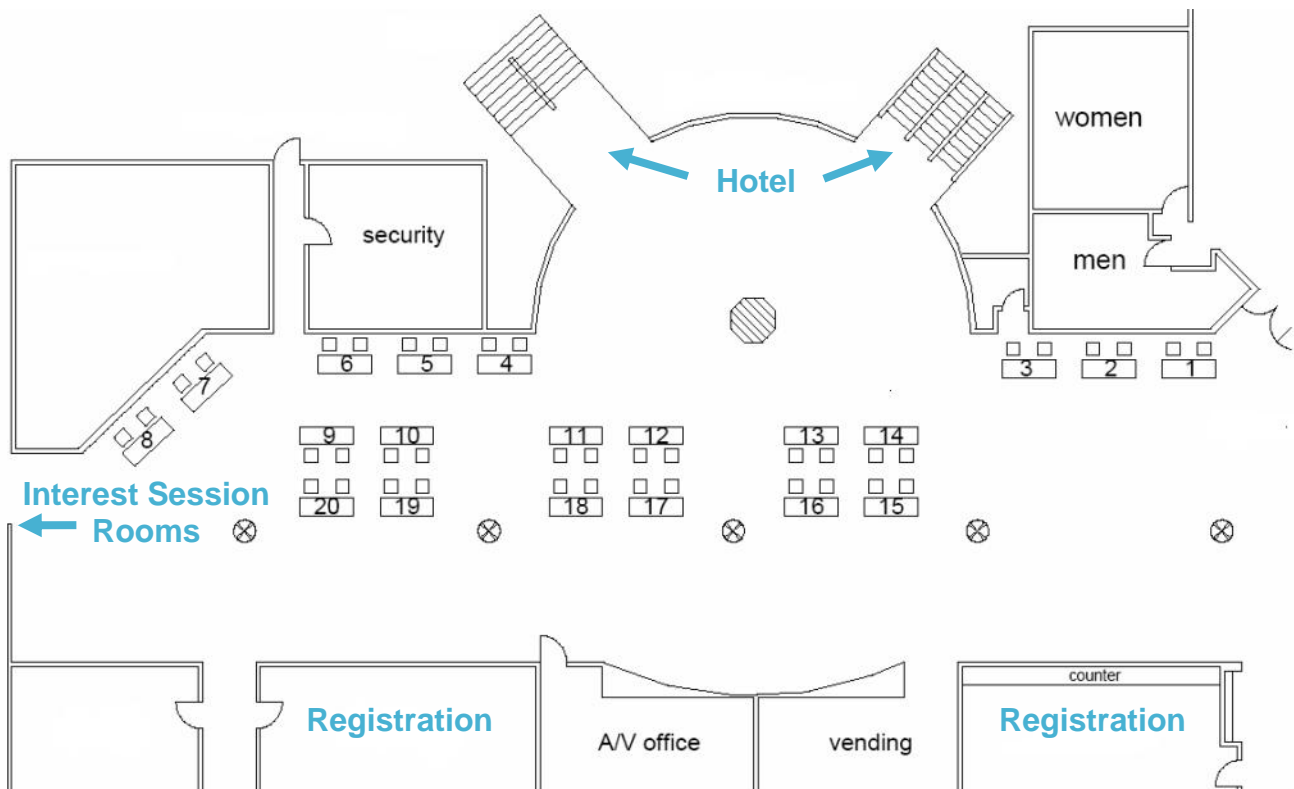 women
Hotel
security
men
6
5
4
3
2
1
7
8
9
10
11
12
13
14
20
19
18
17
16
15
Interest Session
Rooms
counter
Registration
Registration
A/V office
vending